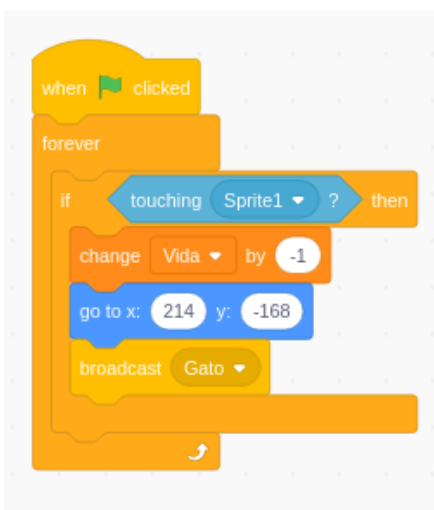 when clicked
forever
if touching Sprite1 ? then
change Vida by -1
go to x: 214 y: -168
broadcast Gato